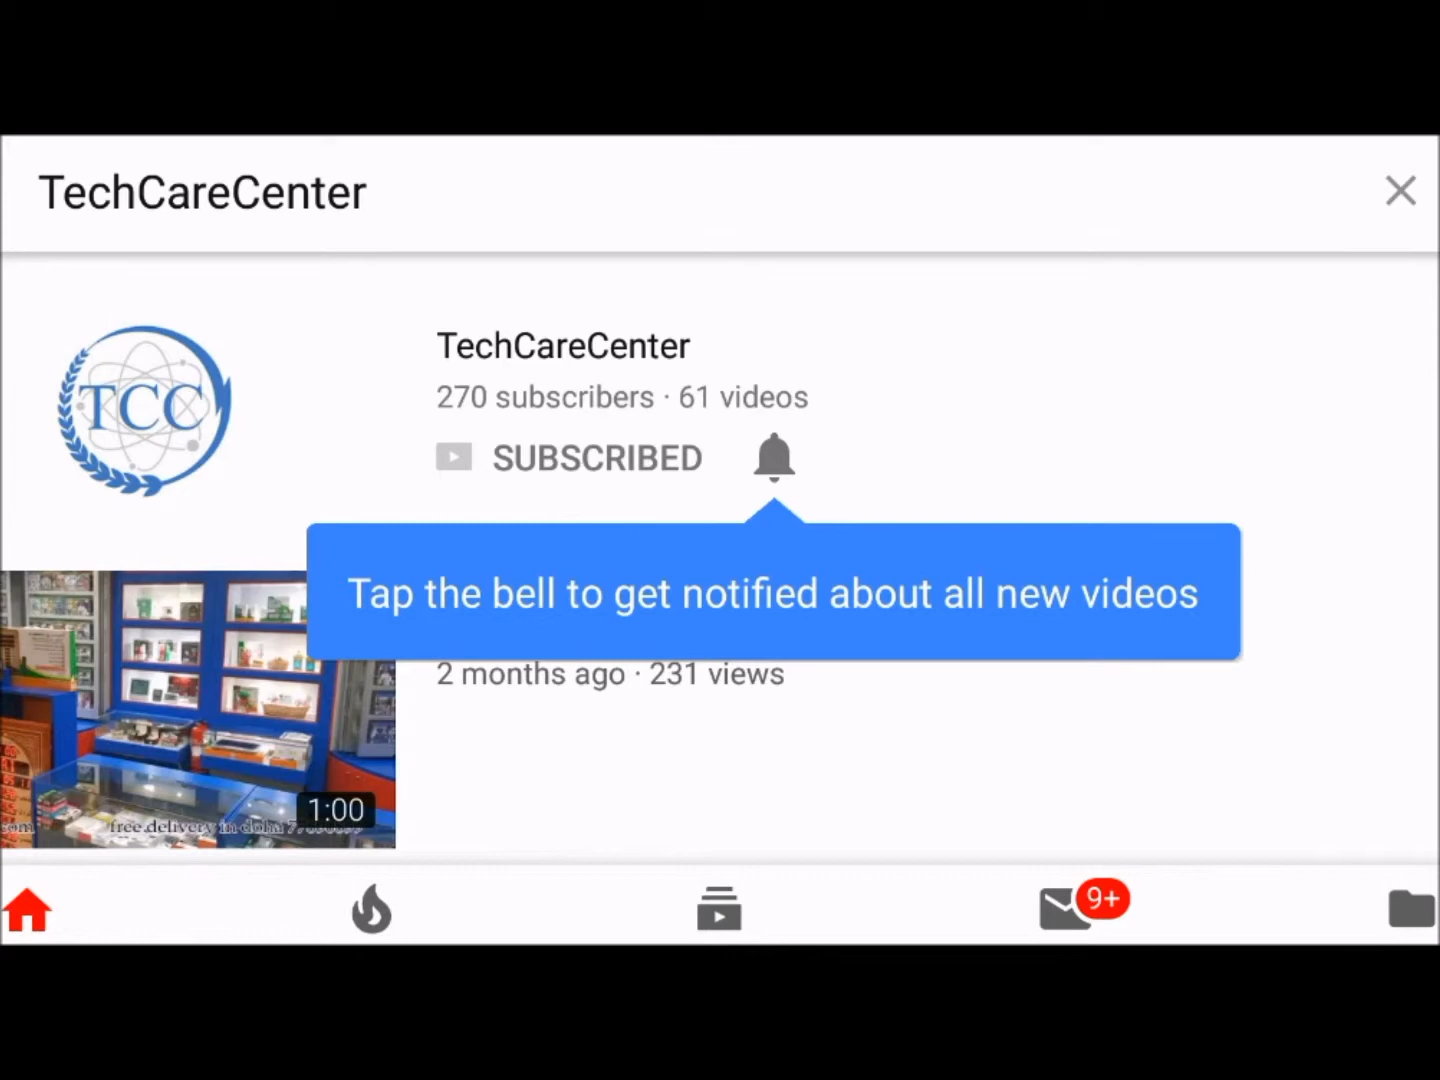 TechCareCenter
TCC
TechCareCenter
270 subscribers · 61 videos
SUBSCRIBED
Tap the bell to get notified about all new videos
2 months ago · 231 views
1:00
com
free delivery in doha
9+